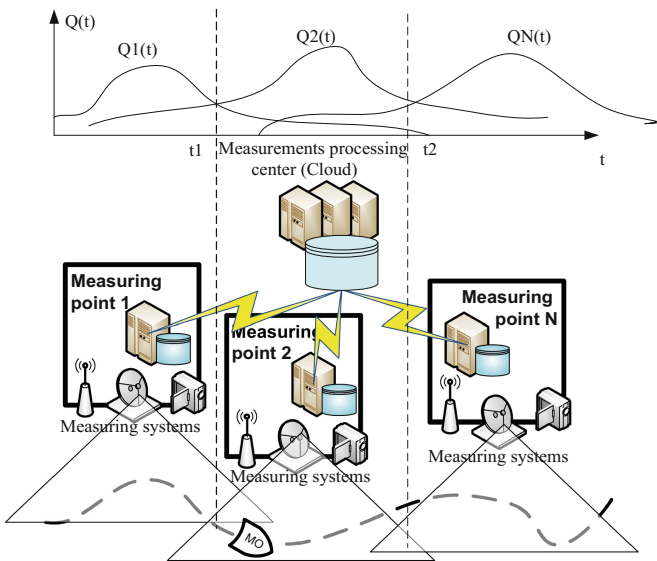 Q(t)
Q1(t)
Q2(t)
QN(t)
t1
Measurements processing
center (Cloud)
t2
t
Measuring
point 1
Measuring
point 2
Measuring
point N
Measuring systems
Measuring systems
Measuring systems
MO